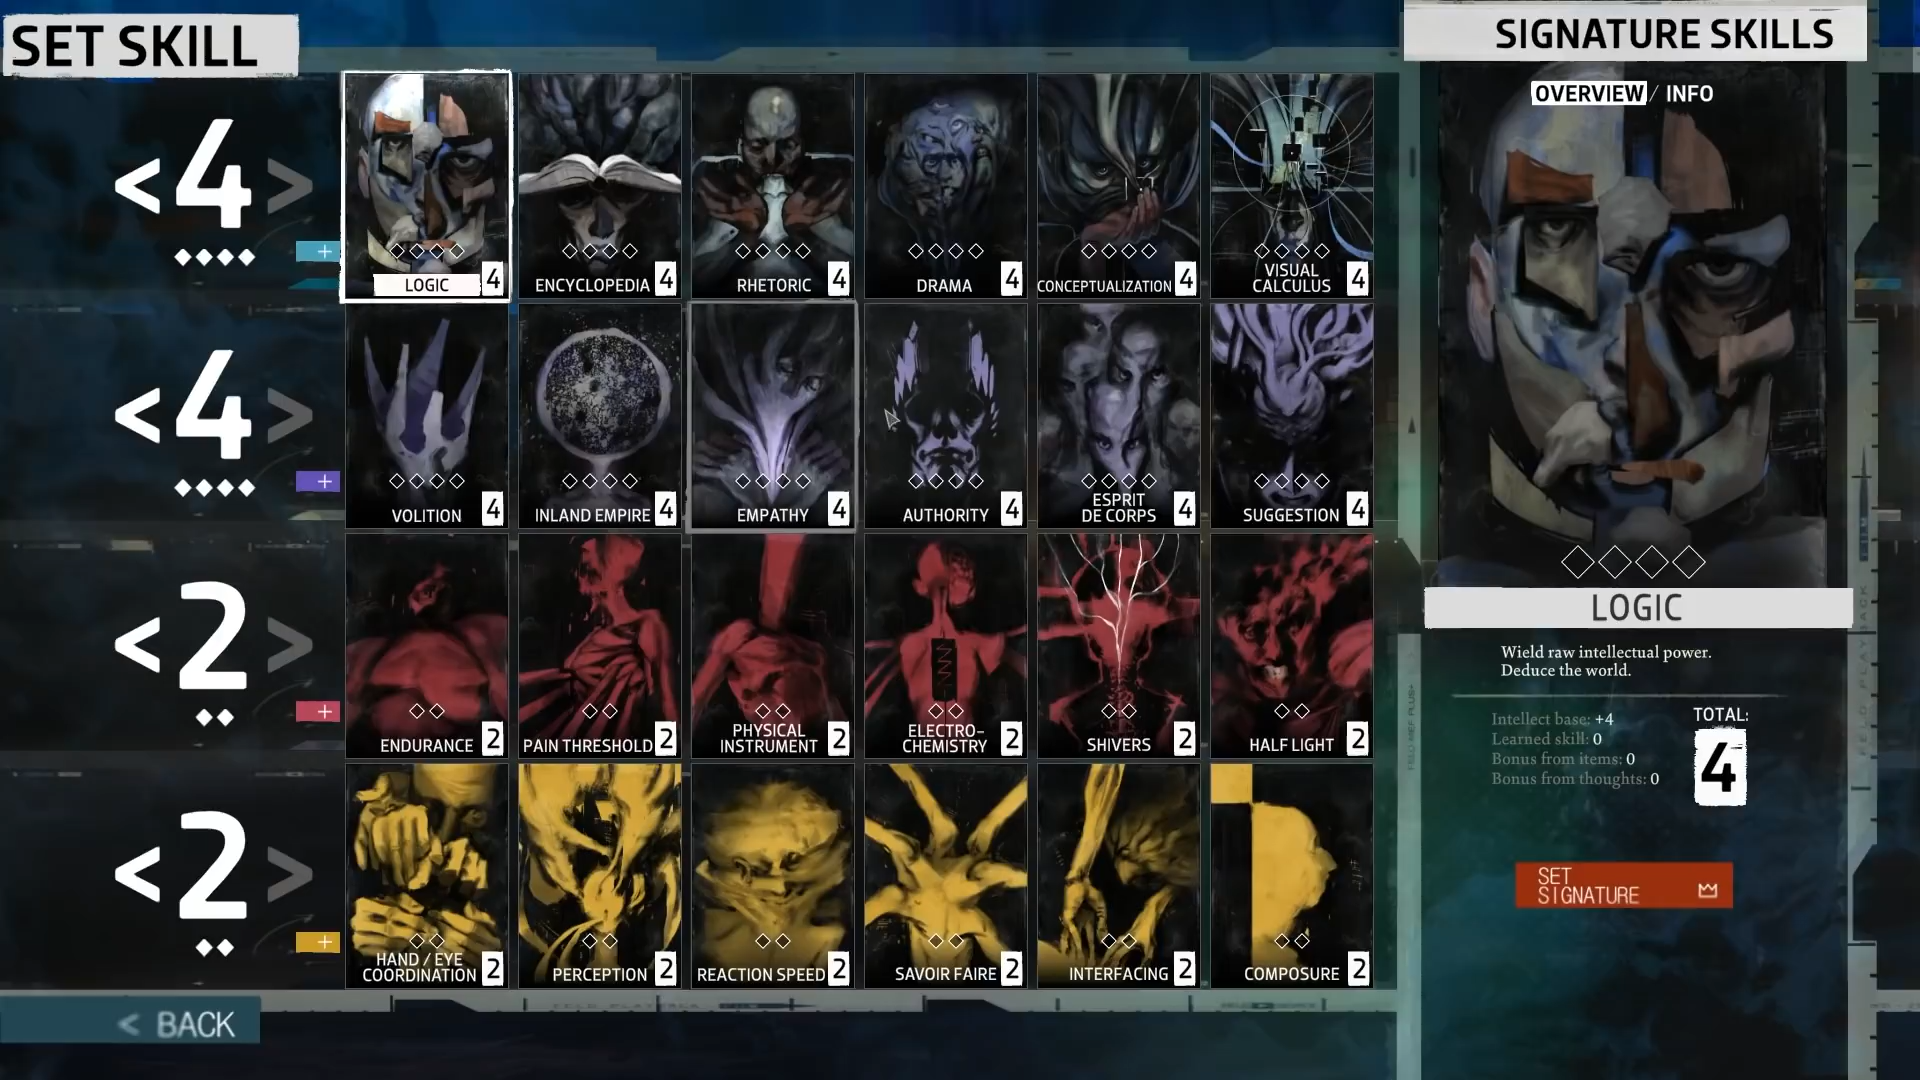 SET SKILL
SIGNATURE SKILLS
OVERVIEW / INFO
< 4 >
+
LOGIC 4
ENCYCLOPEDIA 4
RHETORIC 4
DRAMA 4
CONCEPTUALIZATION 4
VISUAL
CALCULUS 4
< 4 >
+
VOLITION 4
INLAND EMPIRE 4
EMPATHY 4
AUTHORITY 4
ESPRIT
DE CORPS 4
SUGGESTION 4
< 2 >
+
ENDURANCE 2
PAIN THRESHOLD 2
PHYSICAL
INSTRUMENT 2
ELECTRO-
CHEMISTRY 2
SHIVERS 2
HALF LIGHT 2
< 2 >
+
HAND / EYE
COORDINATION 2
PERCEPTION 2
REACTION SPEED 2
SAVOIR FAIRE 2
INTERFACING 2
COMPOSURE 2
LOGIC
Wield raw intellectual power.
Deduce the world.
Intellect base: +4
Learned skill: 0
Bonus from items: 0
Bonus from thoughts: 0
TOTAL:
4
SET
SIGNATURE
< BACK